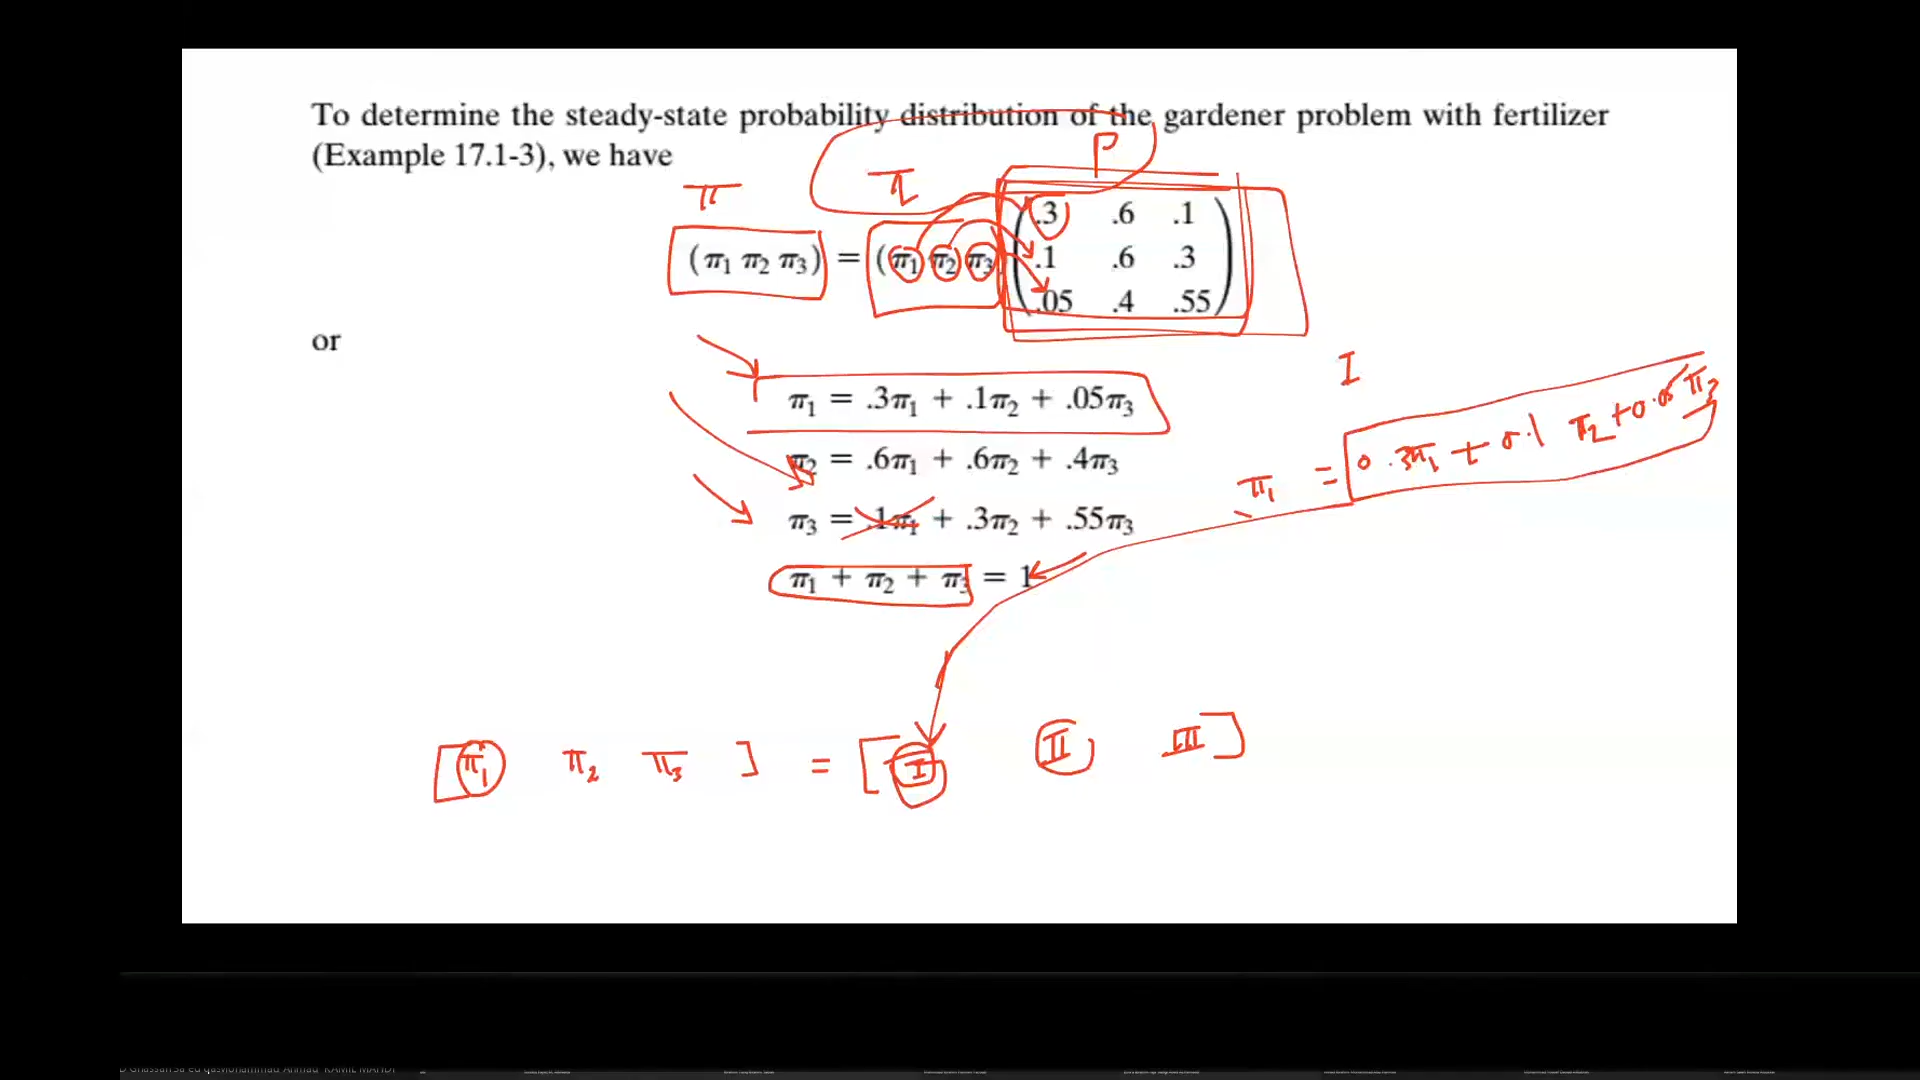 To determine the steady-state probability distribution of the gardener problem with fertilizer
(Example 17.1-3), we have
P
π π
.3 .6 .1
(π1 π2 π3) = (π1 π2 π3) .1 .6 .3
.05 .4 .55
or
I
π1 = .3π1 + .1π2 + .05π3
π1 = 0.3π1 + 0.1 π2 + 0.05 π3
π2 = .6π1 + .6π2 + .4π3
π3 = .1π1 + .3π2 + .55π3
π1 + π2 + π3 = 1
[π1 π2 π3] = [I II III]